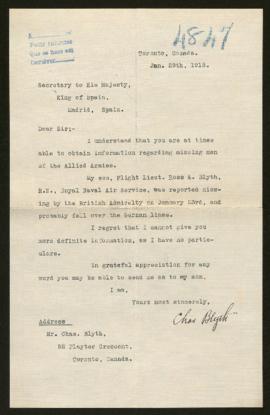 4847
Toronto, Canada.
Jan. 29th, 1918.
Secretary to His Majesty,
King of Spain,
Madrid, Spain.
Dear Sir:-
I understand that you are at times
able to obtain information regarding missing men
of the Allied Armies.
My son, Flight Lieut. Ross A. Blyth,
R.N., Royal Naval Air Service, was reported miss-
ing by the British Admiralty on January 23rd, and
probably fell over the German lines.
I regret that I cannot give you
more definite information, as I have no partic-
ulars.
In grateful appreciation for any
word you may be able to send me as to my son,
I am,
Yours most sincerely,
Chas Blyth
Address
Mr. Chas. Blyth,
Playter Crescent,
Toronto, Canada.